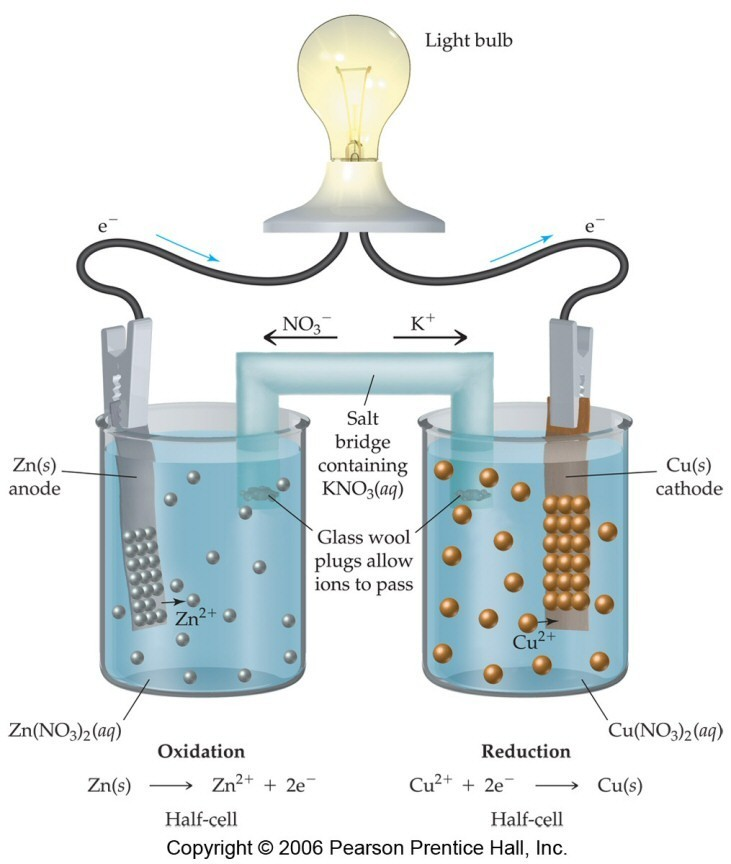 Light bulb
e⁻
e⁻
NO₃⁻
K⁺
Salt
bridge
containing
KNO₃(aq)
Zn(s)
anode
Cu(s)
cathode
Glass wool
plugs allow
ions to pass
Zn²⁺
Cu²⁺
Zn(NO₃)₂(aq)
Cu(NO₃)₂(aq)
Oxidation
Zn(s) ⟶ Zn²⁺ + 2e⁻
Half-cell
Reduction
Cu²⁺ + 2e⁻ ⟶ Cu(s)
Half-cell
Copyright © 2006 Pearson Prentice Hall, Inc.